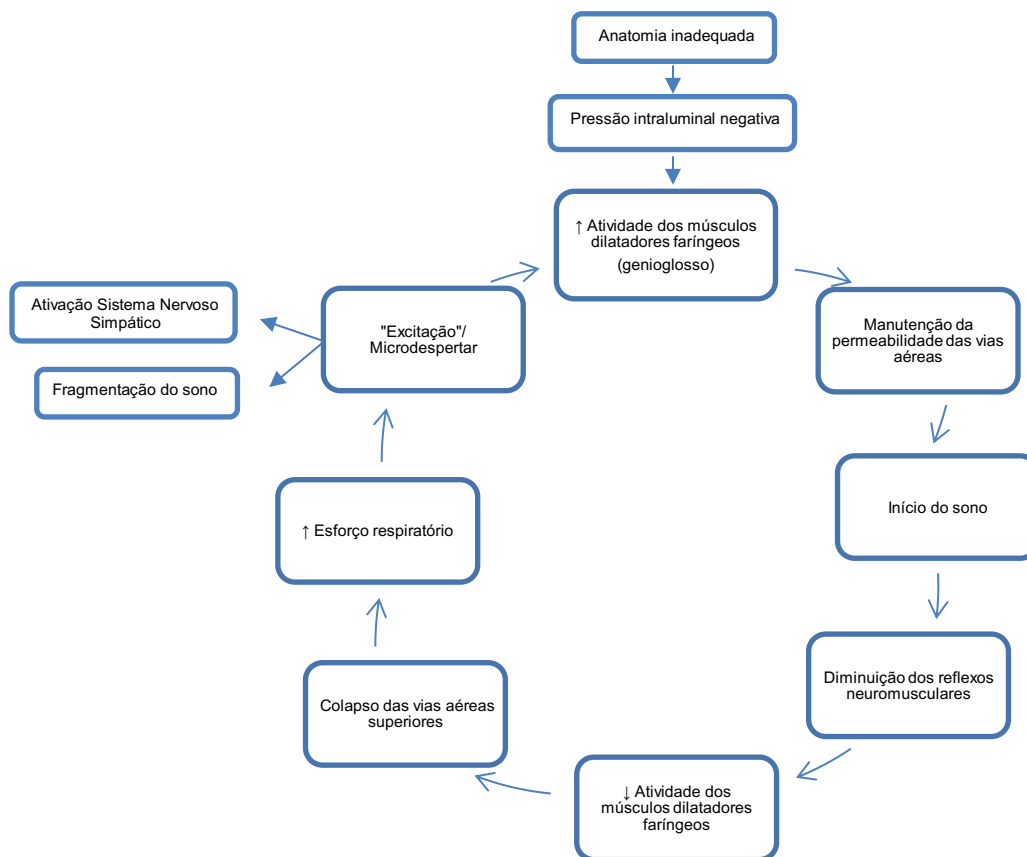 Anatomia inadequada
Pressão intraluminal negativa
↑ Atividade dos músculos
dilatadores faríngeos
(genioglosso)
Manutenção da
permeabilidade das vias
aéreas
Início do sono
Diminuição dos reflexos
neuromusculares
↓ Atividade dos
músculos dilatadores
faríngeos
Colapso das vias aéreas
superiores
↑ Esforço respiratório
"Excitação"/
Microdespertar
Ativação Sistema Nervoso
Simpático
Fragmentação do sono